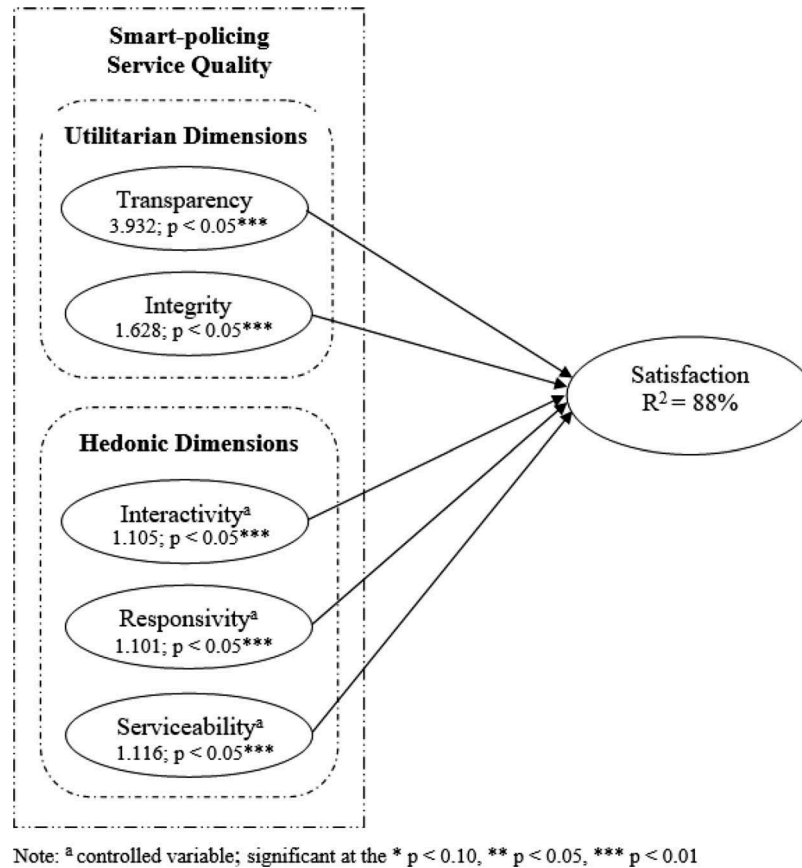 Smart-policing
Service Quality
Utilitarian Dimensions
Transparency
3.932; p < 0.05***
Integrity
1.628; p < 0.05***
Hedonic Dimensions
Interactivityᵃ
1.105; p < 0.05***
Responsivityᵃ
1.101; p < 0.05***
Serviceabilityᵃ
1.116; p < 0.05***
Satisfaction
R² = 88%
Note: ᵃ controlled variable; significant at the * p < 0.10, ** p < 0.05, *** p < 0.01